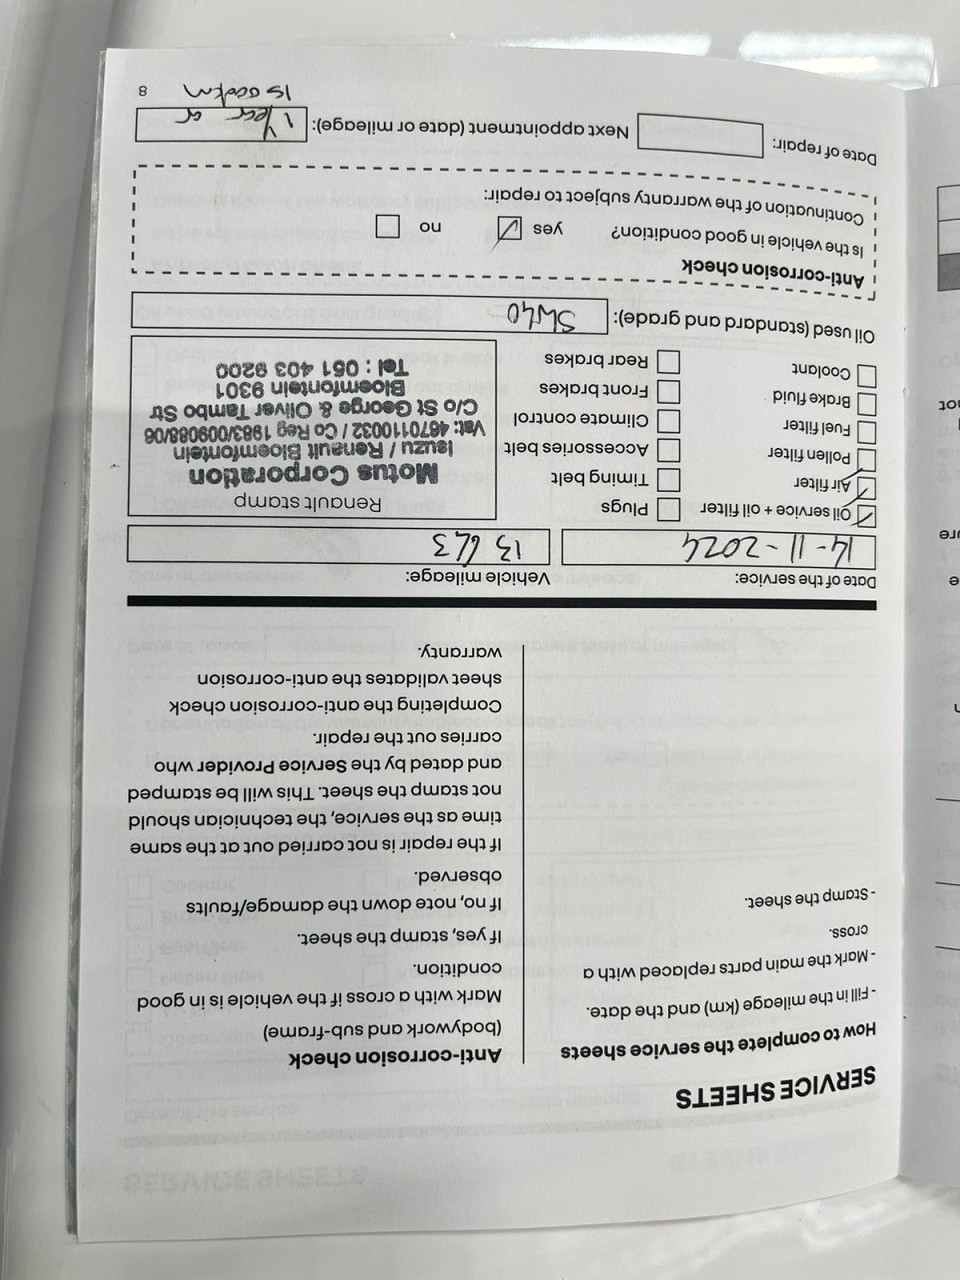 SERVICE SHEETS
How to complete the service sheets
- Fill in the mileage (km) and the date.
- Mark the main parts replaced with a
cross.
- Stamp the sheet.
Anti-corrosion check
(bodywork and sub-frame)
Mark with a cross if the vehicle is in good
condition.
If yes, stamp the sheet.
If no, note down the damage/faults
observed.
If the repair is not carried out at the same
time as the service, the technician should
not stamp the sheet. This will be stamped
and dated by the Service Provider who
carries out the repair.
Completing the anti-corrosion check
sheet validates the anti-corrosion
warranty.
Date of the service:
14-11-2024
Vehicle mileage:
13 663
Oil service + oil filter
Air filter
Pollen filter
Fuel filter
Brake fluid
Coolant
Plugs
Timing belt
Accessories belt
Climate control
Front brakes
Rear brakes
Renault stamp
Motus Corporation
Isuzu / Renault Bloemfontein
Vat: 4670110032 / Co Reg 1983/009088/06
C/o St George & Oliver Tambo Str
Bloemfontein 9301
Tel : 051 403 9200
Oil used (standard and grade): 5W40
Anti-corrosion check
Is the vehicle in good condition? yes no
Continuation of the warranty subject to repair:
Date of repair:
Next appointment (date or mileage): 1 Year or
15 000km
8